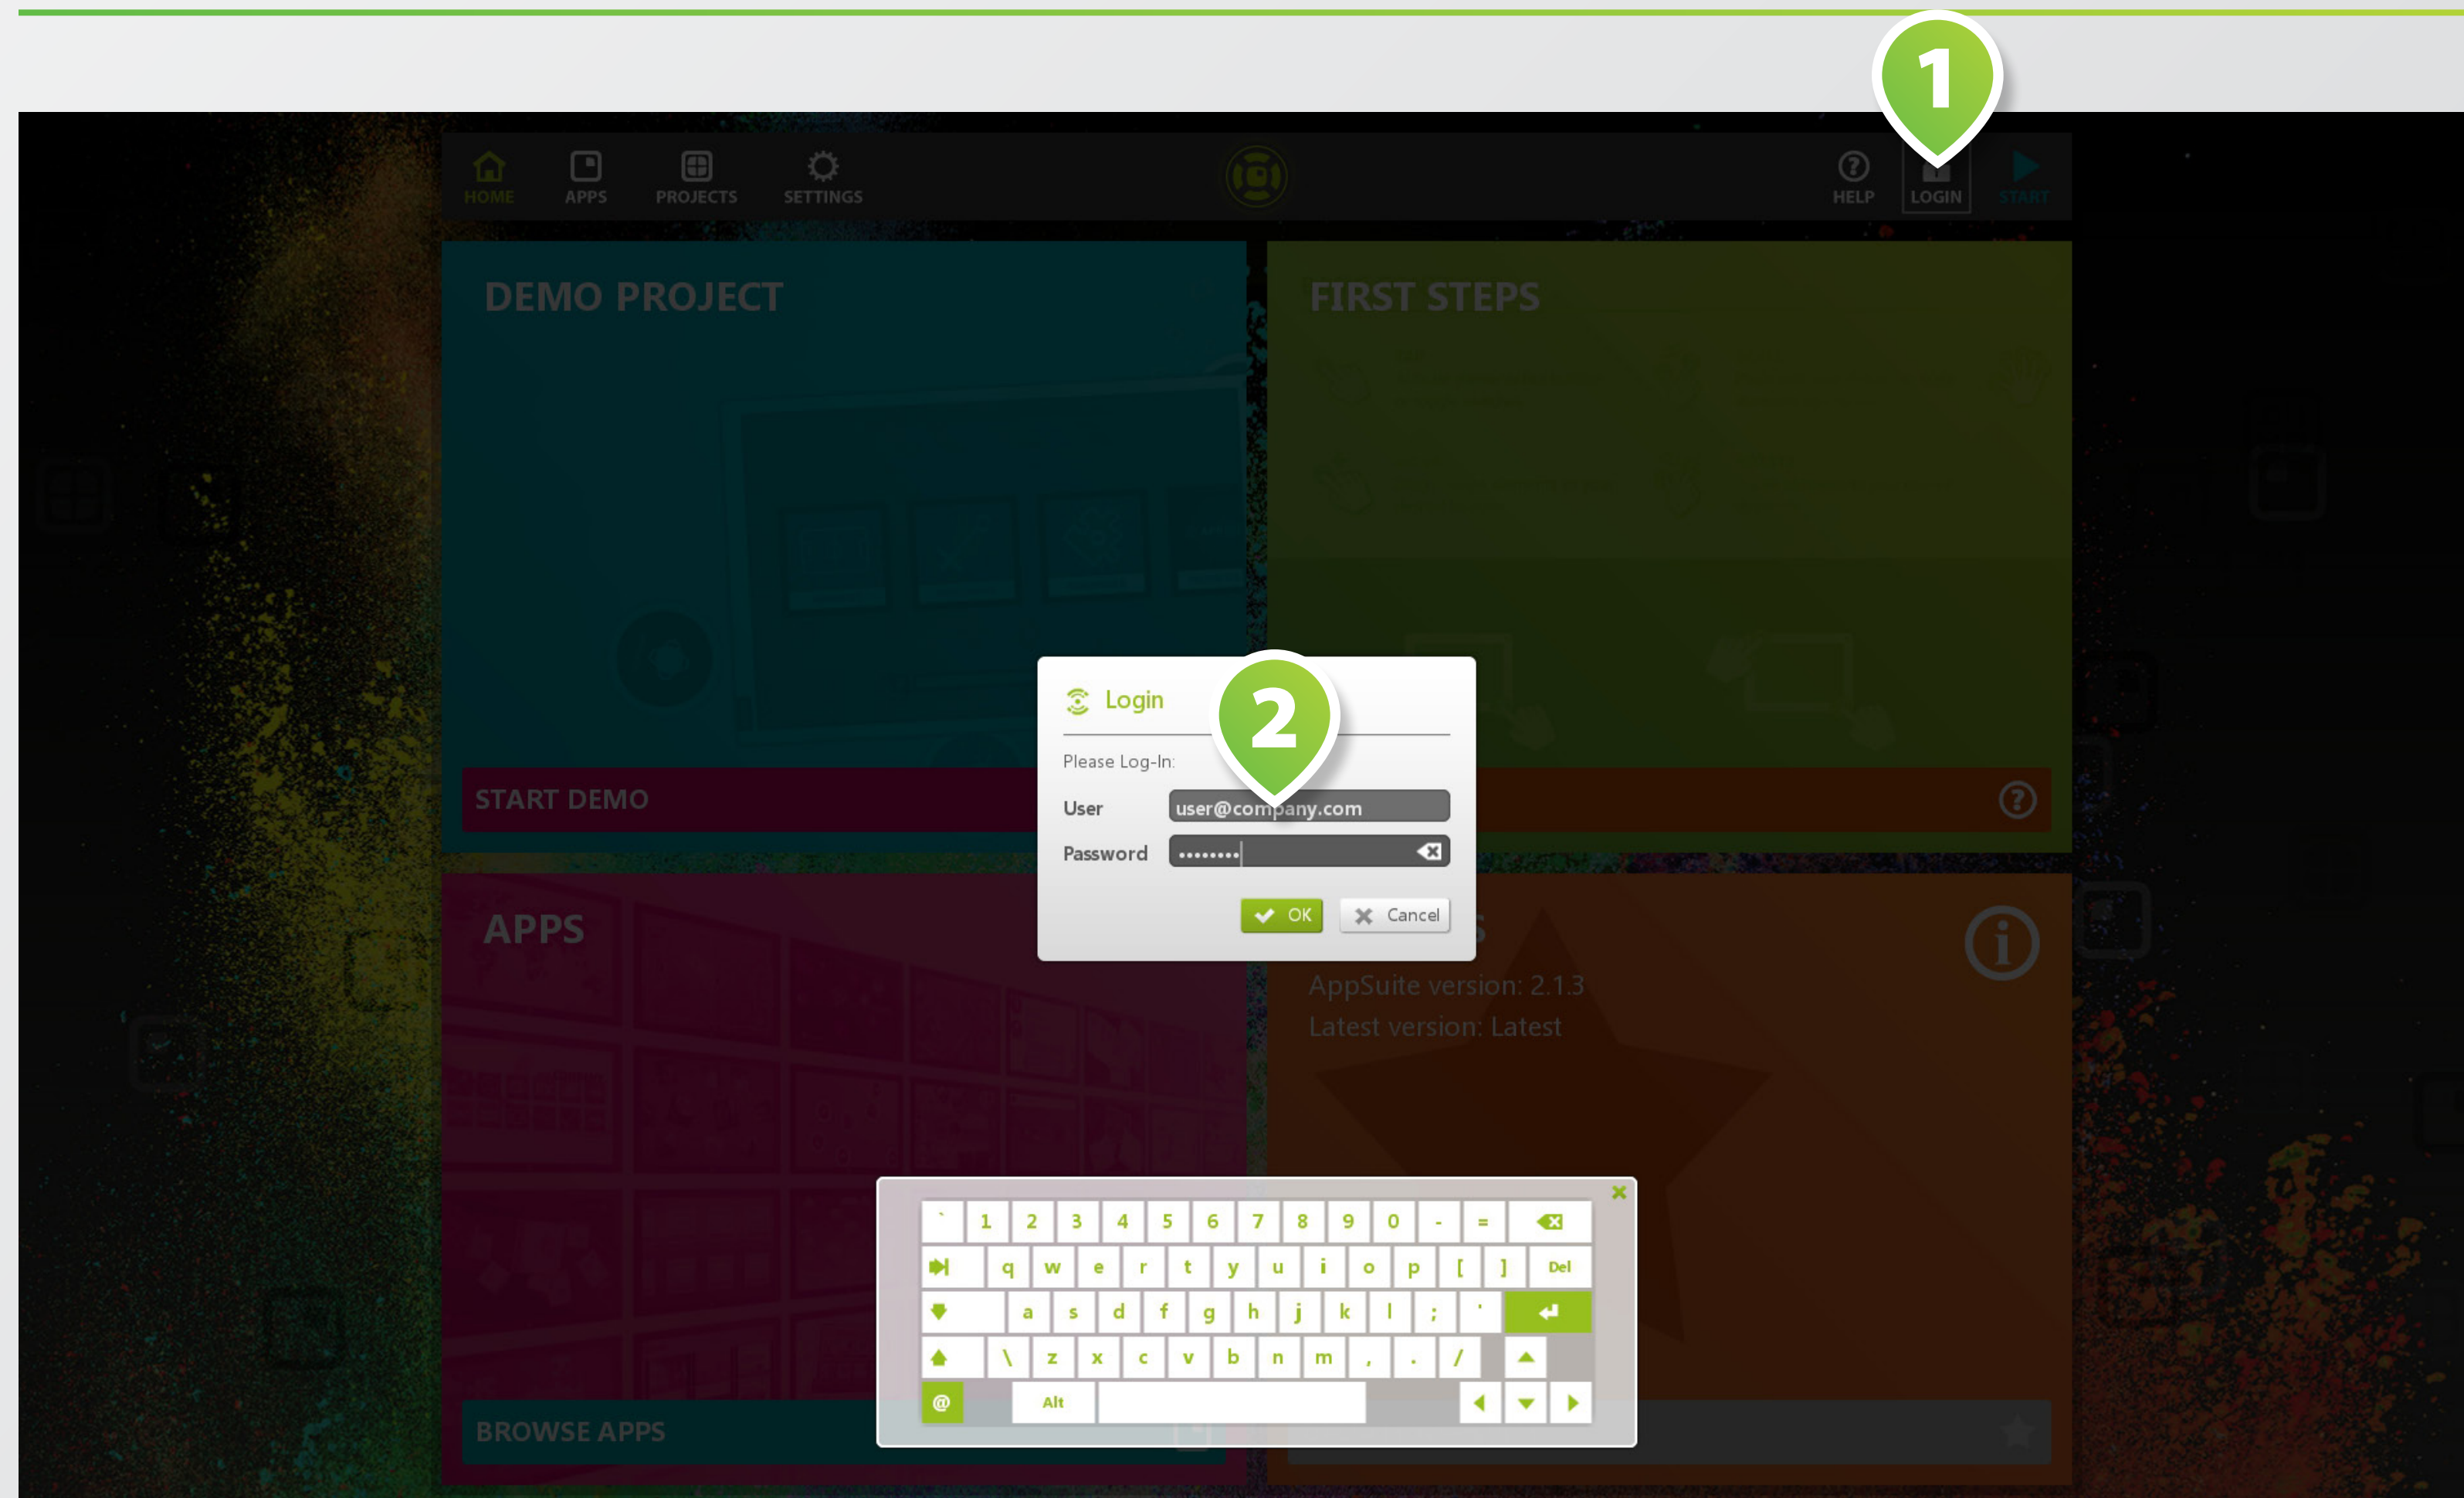 1
HOME APPS PROJECTS SETTINGS HELP LOGIN START
DEMO PROJECT
FIRST STEPS
2
Login
Please Log-In:
User user@company.com
Password ••••••••
OK Cancel
START DEMO
APPS
S
AppSuite version: 2.1.3
Latest version: Latest
` 1 2 3 4 5 6 7 8 9 0 - =
q w e r t y u i o p [ ] Del
a s d f g h j k l ; '
\ z x c v b n m , . /
@ Alt
BROWSE APPS